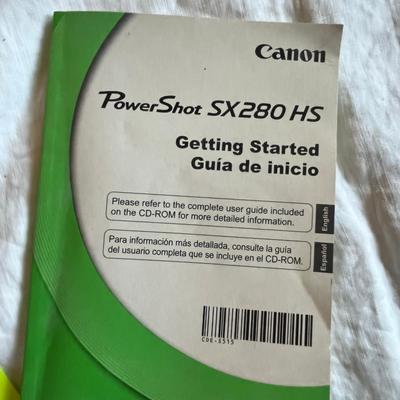 Canon
PowerShot SX280 HS
Getting Started
Guía de inicio
Please refer to the complete user guide included
on the CD-ROM for more detailed information.
English
Para información más detallada, consulte la guía
del usuario completa que se incluye en el CD-ROM.
Español
CDE-S515